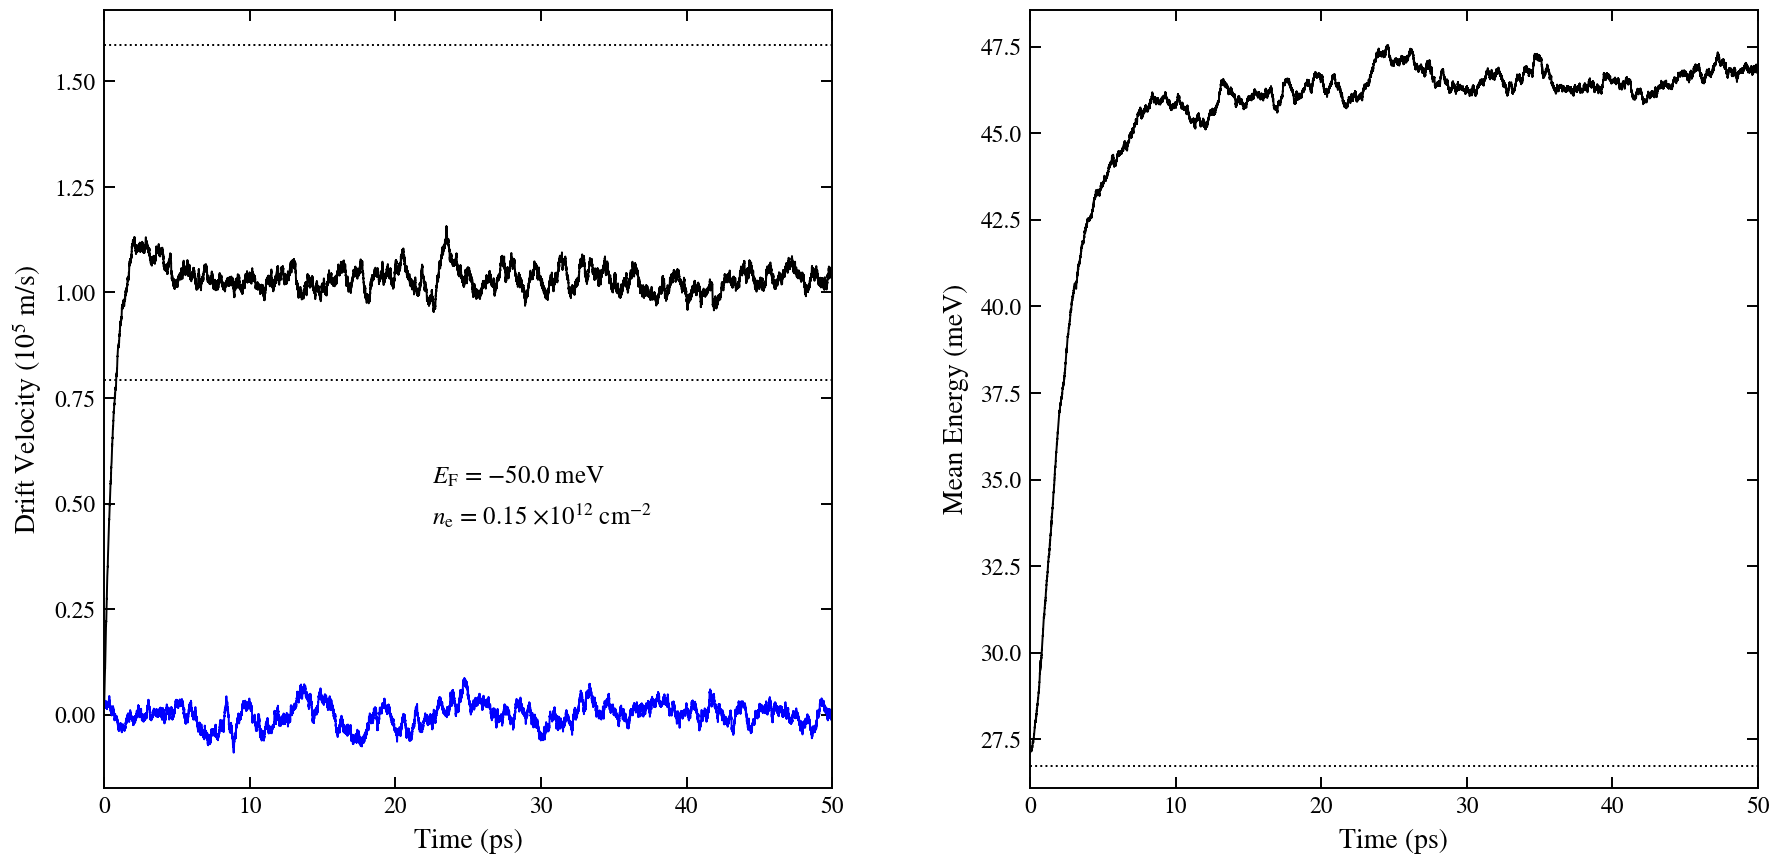 1.50
1.25
1.00
0.75
0.50
0.25
0.00
Drift Velocity (10⁵ m/s)
E_F = −50.0 meV
n_e = 0.15 ×10¹² cm⁻²
0 10 20 30 40 50
Time (ps)
47.5
45.0
42.5
40.0
37.5
35.0
32.5
30.0
27.5
Mean Energy (meV)
0 10 20 30 40 50
Time (ps)